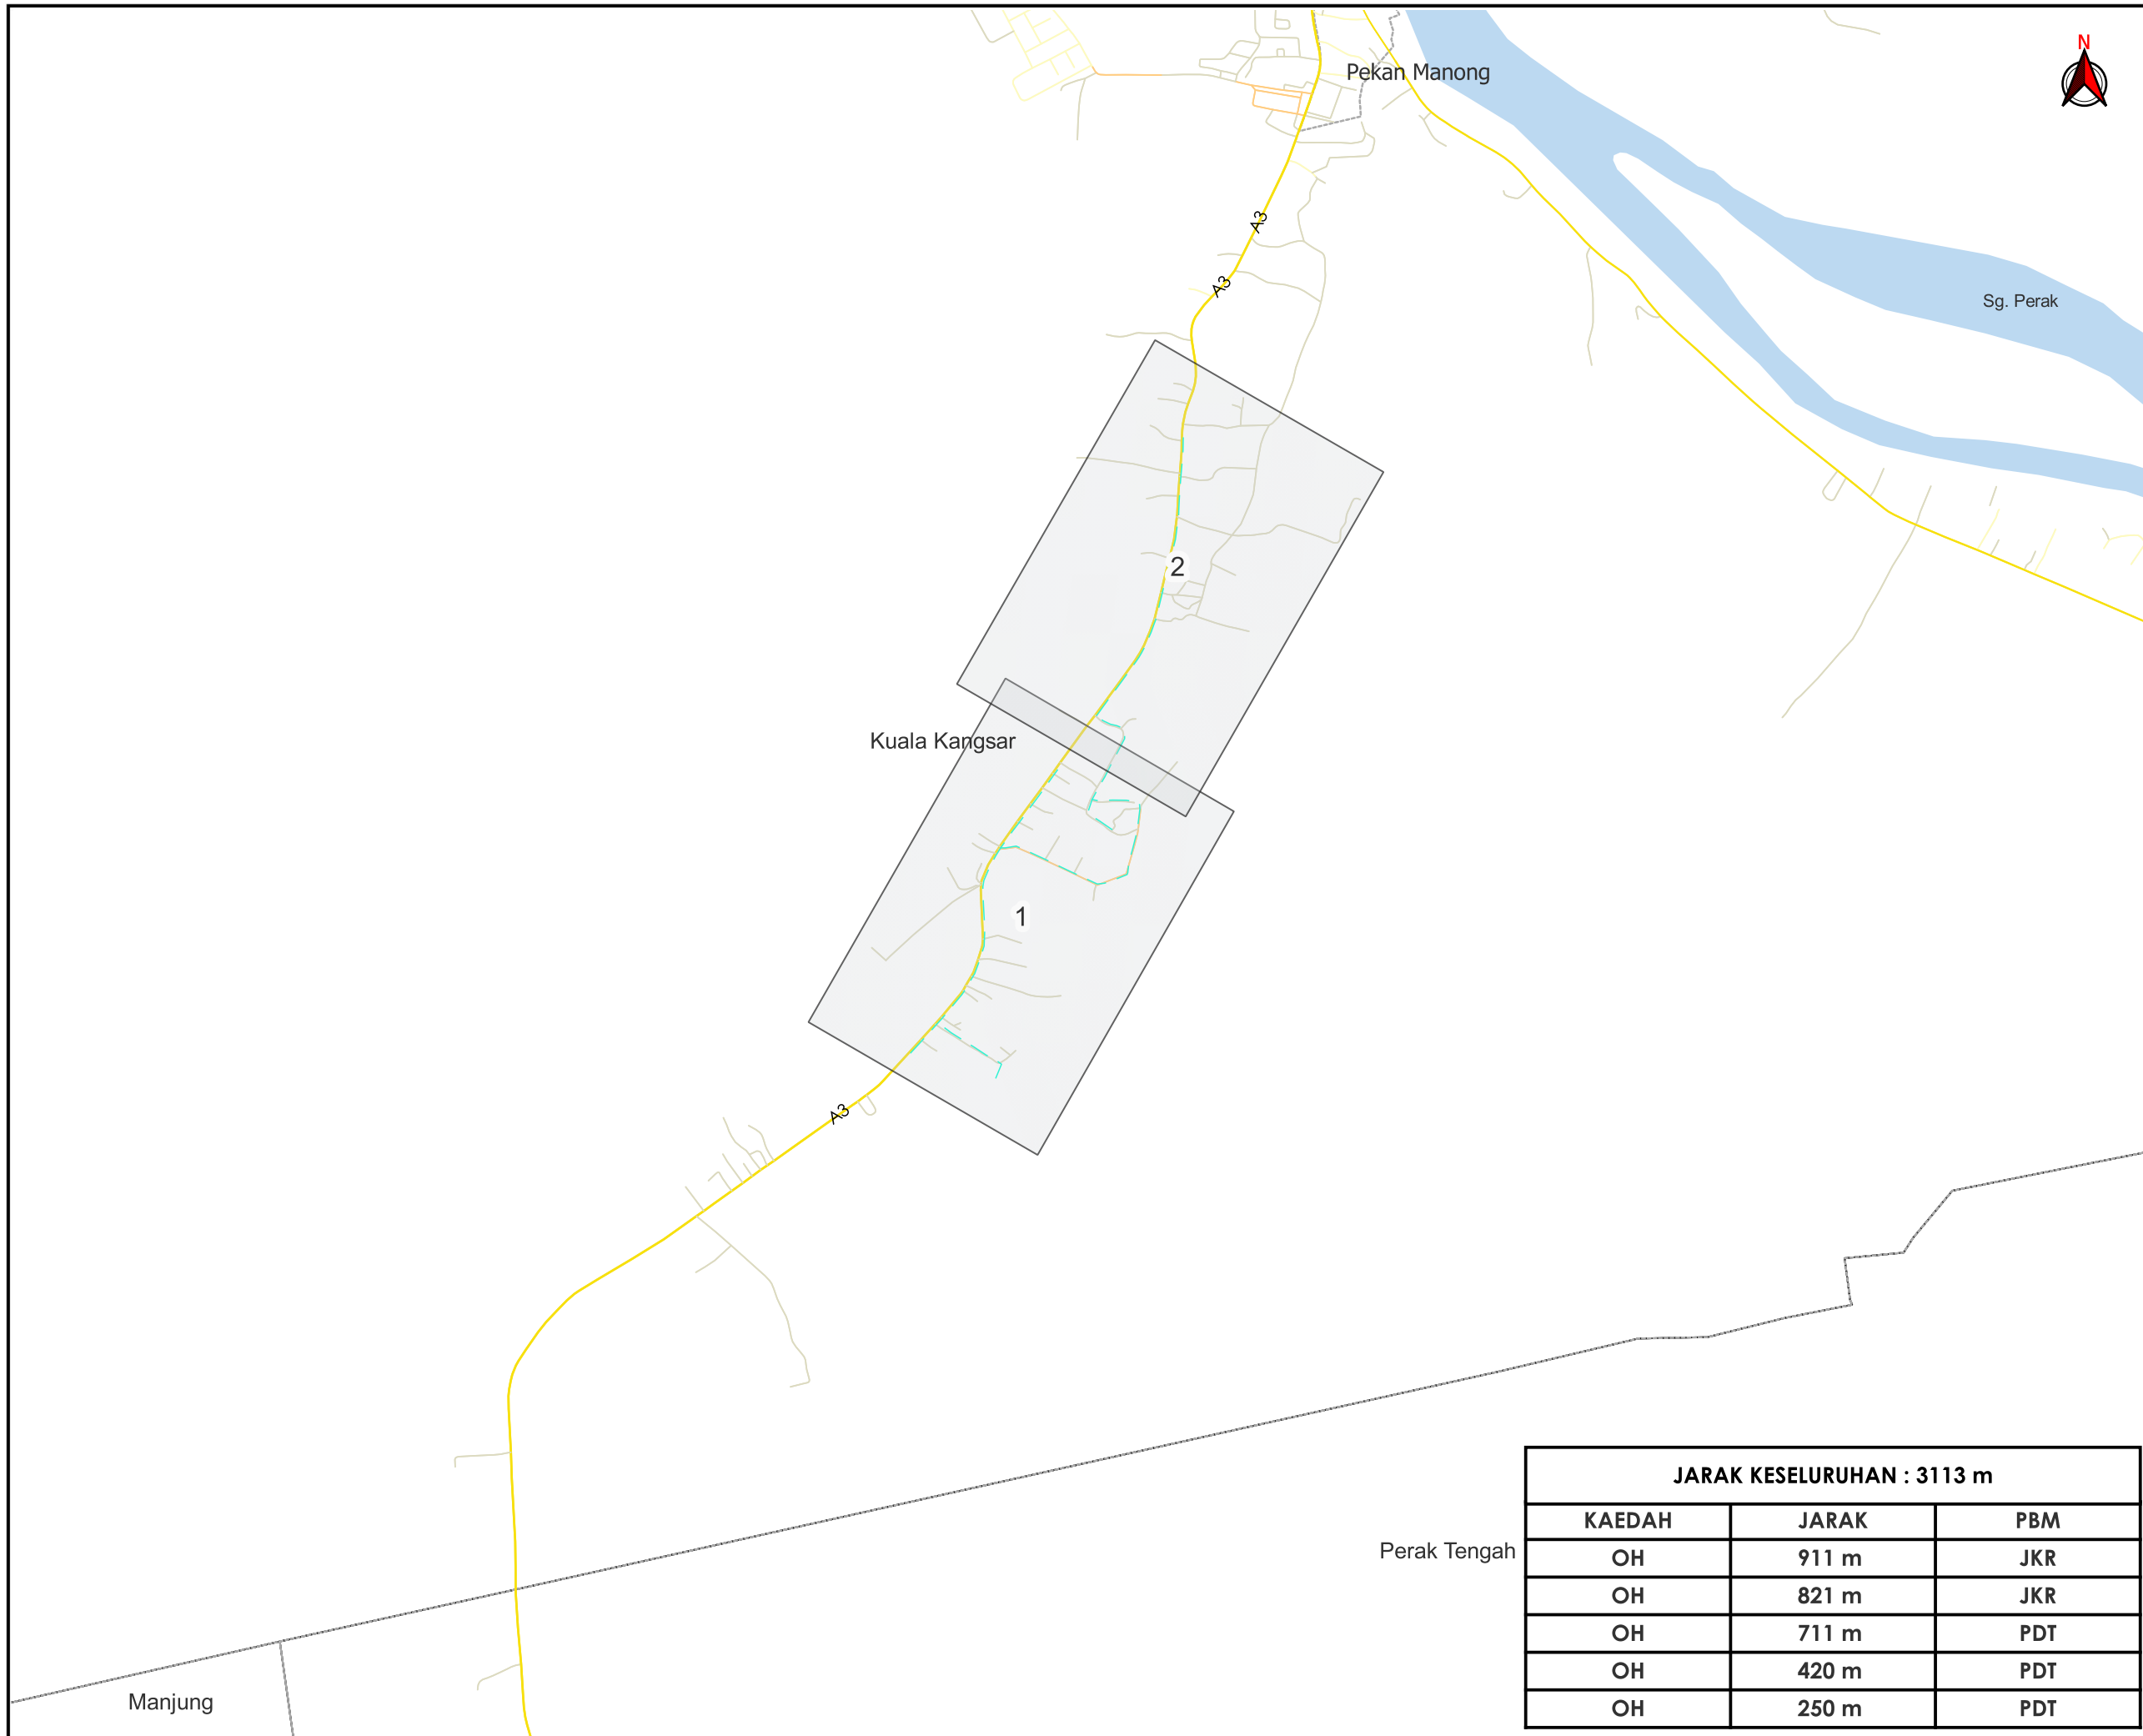 N
Pekan Manong
A3
A3
Sg. Perak
2
Kuala Kangsar
1
A3
JARAK KESELURUHAN : 3113 m
KAEDAH JARAK PBM
Perak Tengah
OH 911 m JKR
OH 821 m JKR
OH 711 m PDT
OH 420 m PDT
OH 250 m PDT
Manjung